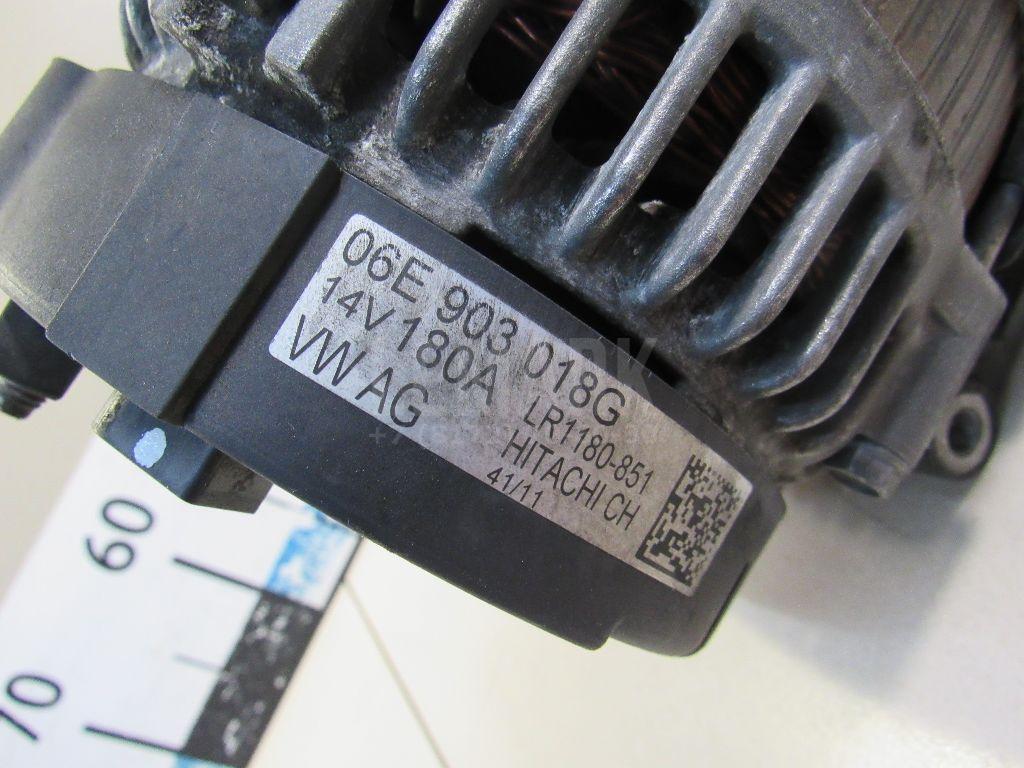 06E 903 018G
14V 180A LR1180-851
VW AG HITACHI CH
41/11
60
70